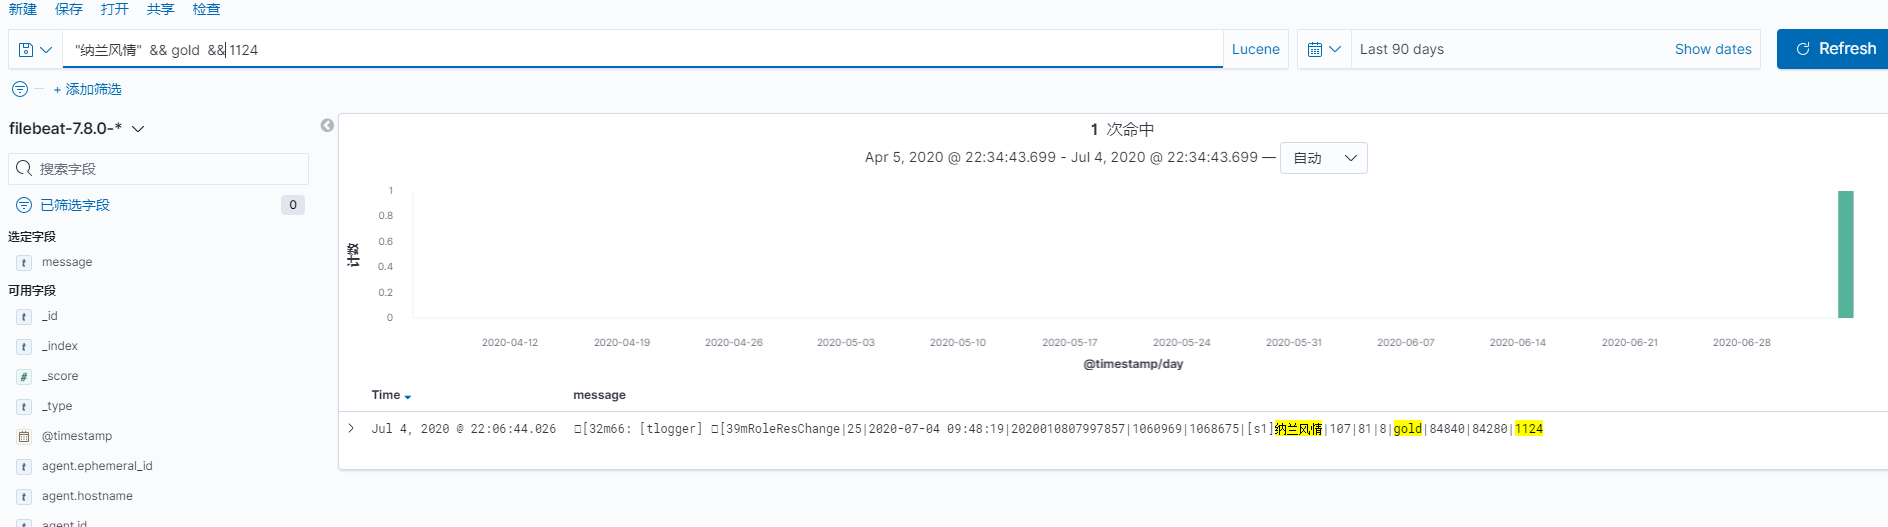 新建 保存 打开 共享 检查
"纳兰风情" && gold && 1124 Lucene Last 90 days Show dates Refresh
+ 添加筛选
filebeat-7.8.0-*
搜索字段
已筛选字段 0
选定字段
t message
可用字段
t _id
t _index
# _score
t _type
@timestamp
t agent.ephemeral_id
t agent.hostname
agent.id
1 次命中
Apr 5, 2020 @ 22:34:43.699 - Jul 4, 2020 @ 22:34:43.699 — 自动
计数
1
0.8
0.6
0.4
0.2
0
2020-04-12 2020-04-19 2020-04-26 2020-05-03 2020-05-10 2020-05-17 2020-05-24 2020-05-31 2020-06-07 2020-06-14 2020-06-21 2020-06-28
@timestamp/day
Time message
Jul 4, 2020 @ 22:06:44.026 □[32m66: [tlogger] □[39mRoleResChange|25|2020-07-04 09:48:19|2020010807997857|1060969|1068675|[s1]纳兰风情|107|81|8|gold|84840|84280|1124